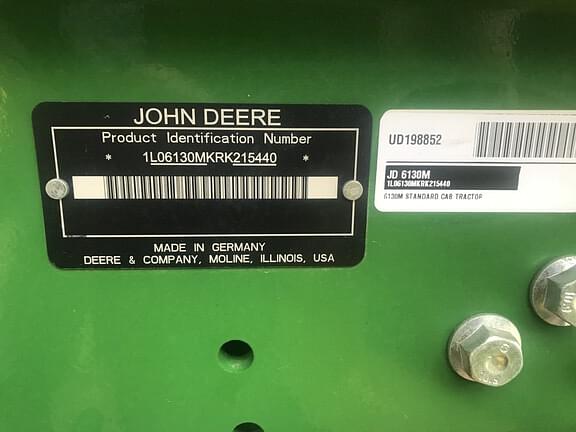 JOHN DEERE
Product Identification Number
* 1L06130MKRK215440 *
MADE IN GERMANY
DEERE & COMPANY, MOLINE, ILLINOIS, USA
UD198852
JD 6130M
1L06130MKRK215440
6130M STANDARD CAB TRACTOR